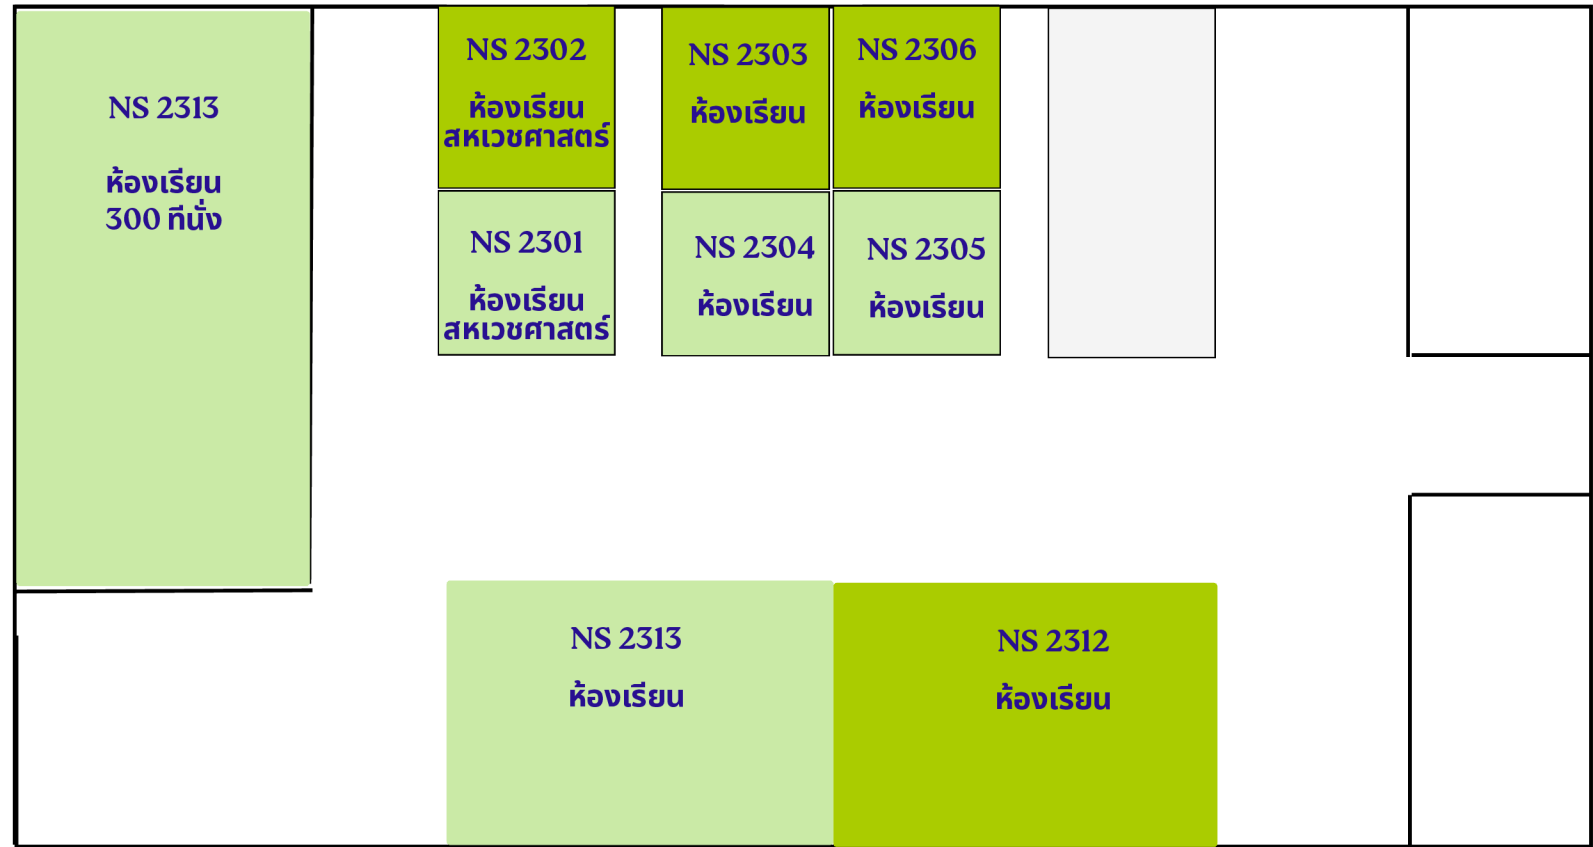 NS 2313
ห้องเรียน
300 ทีนั่ง
NS 2302
ห้องเรียน
สหเวชศาสตร์
NS 2303
ห้องเรียน
NS 2306
ห้องเรียน
NS 2301
ห้องเรียน
สหเวชศาสตร์
NS 2304
ห้องเรียน
NS 2305
ห้องเรียน
NS 2313
ห้องเรียน
NS 2312
ห้องเรียน